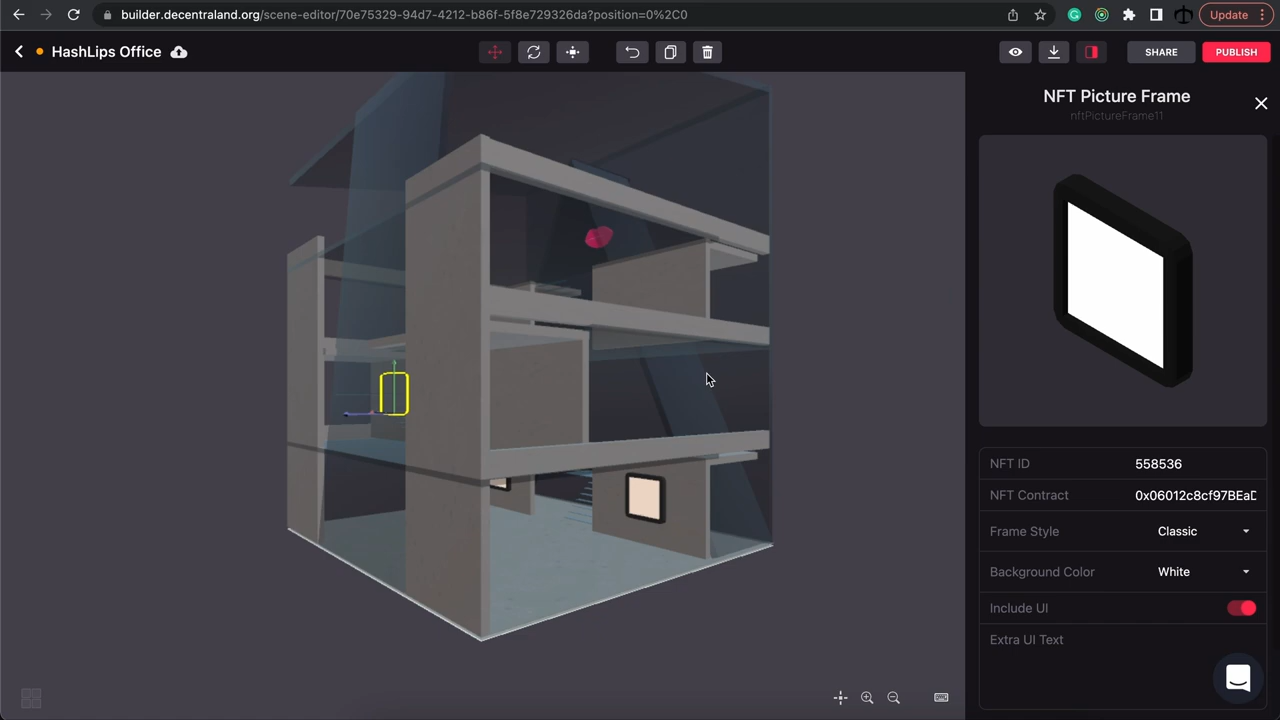 builder.decentraland.org/scene-editor/70e75329-94d7-4212-b86f-5f8e729326da?position=0%2C0
Update
HashLips Office
SHARE
PUBLISH
NFT Picture Frame
nftPictureFrame11
NFT ID
558536
NFT Contract
0x06012c8cf97BEaD
Frame Style
Classic
Background Color
White
Include UI
Extra UI Text